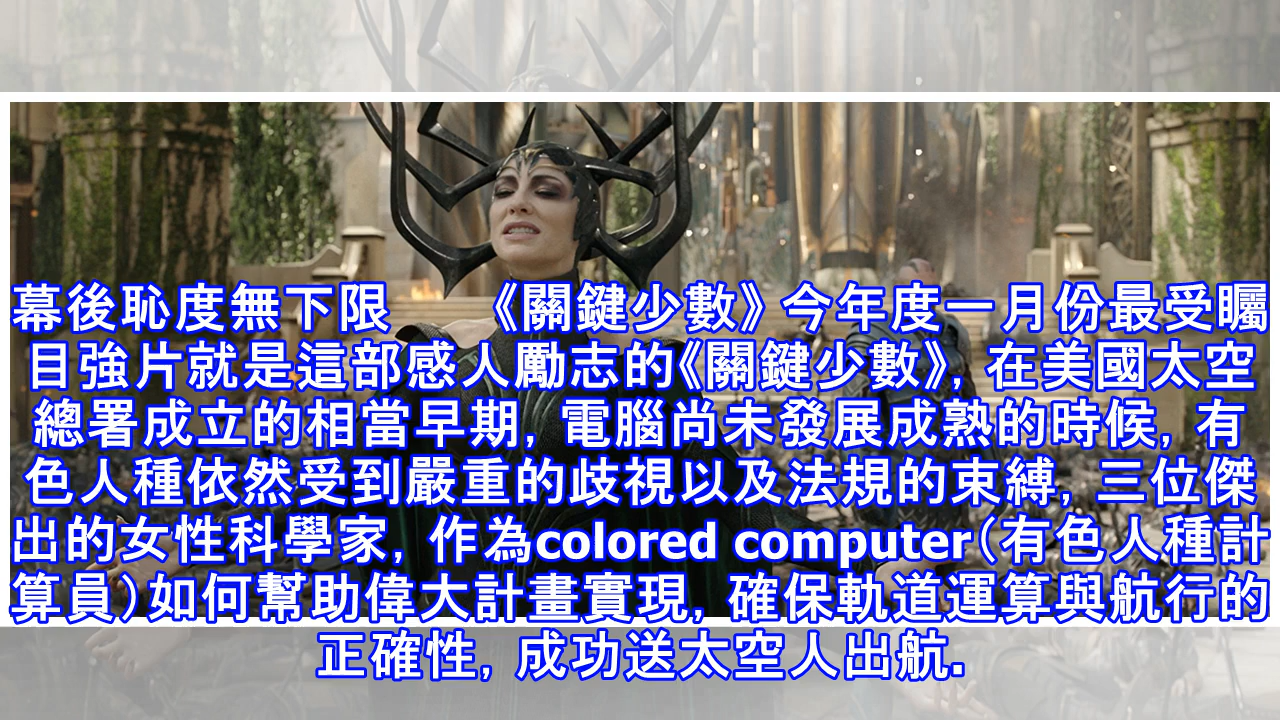 幕後恥度無下限　　《關鍵少數》 今年度一月份最受矚
目強片就是這部感人勵志的《關鍵少數》, 在美國太空
總署成立的相當早期, 電腦尚未發展成熟的時候, 有
色人種依然受到嚴重的歧視以及法規的束縛, 三位傑
出的女性科學家, 作為colored computer（有色人種計
算員）如何幫助偉大計畫實現, 確保軌道運算與航行的
正確性, 成功送太空人出航.